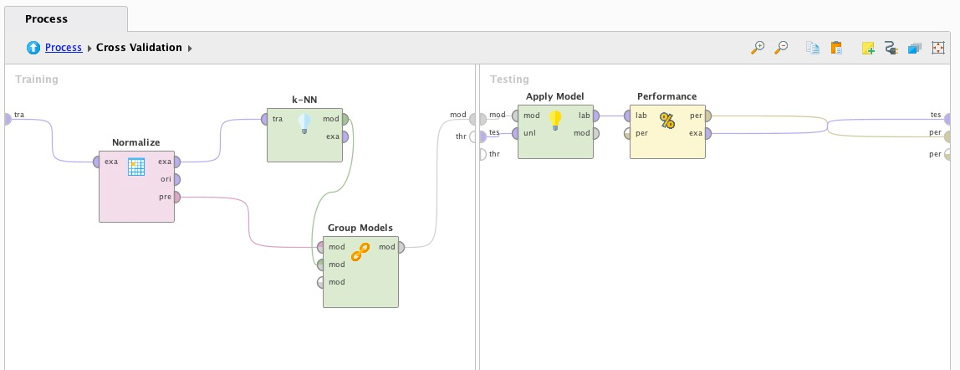 Process
Process ▸ Cross Validation ▸
Training
Testing
k-NN
tra mod
exa
Normalize
exa exa
ori
pre
Group Models
mod mod
mod
mod
tra
mod
thr
Apply Model
mod lab
unl mod
Performance
lab per
per exa
mod
tes
thr
tes
per
per